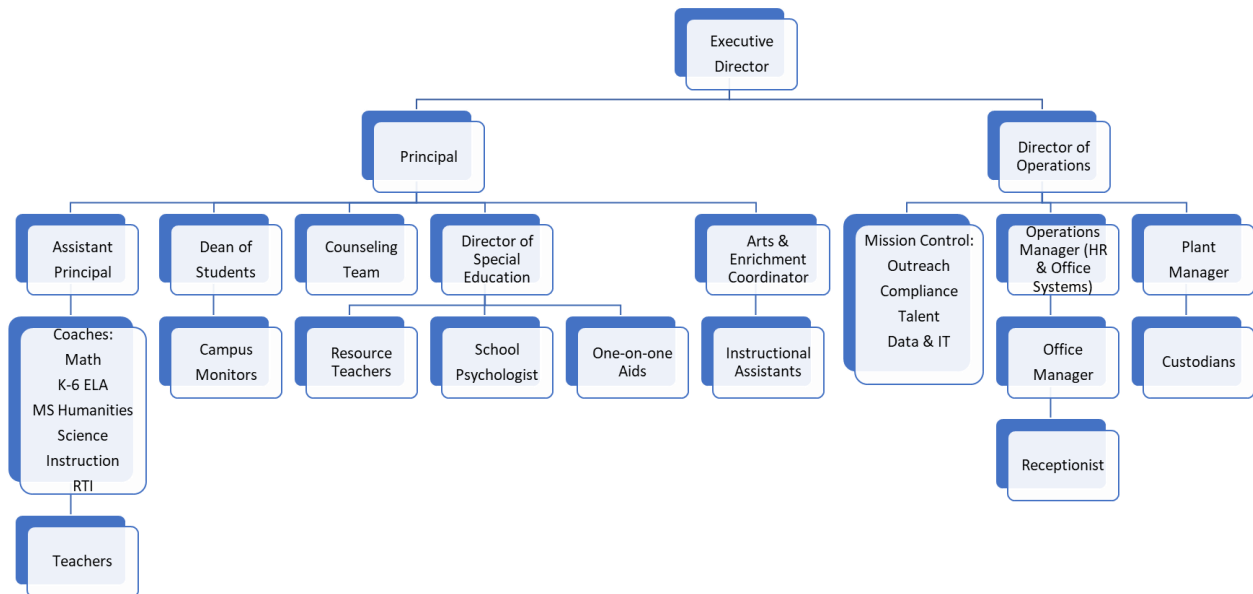 Executive
Director
Principal
Director of
Operations
Assistant
Principal
Dean of
Students
Counseling
Team
Director of
Special
Education
Arts &
Enrichment
Coordinator
Mission Control:
Outreach
Compliance
Talent
Data & IT
Operations
Manager (HR
& Office
Systems)
Plant
Manager
Coaches:
Math
K-6 ELA
MS Humanities
Science
Instruction
RTI
Campus
Monitors
Resource
Teachers
School
Psychologist
One-on-one
Aids
Instructional
Assistants
Office
Manager
Custodians
Receptionist
Teachers